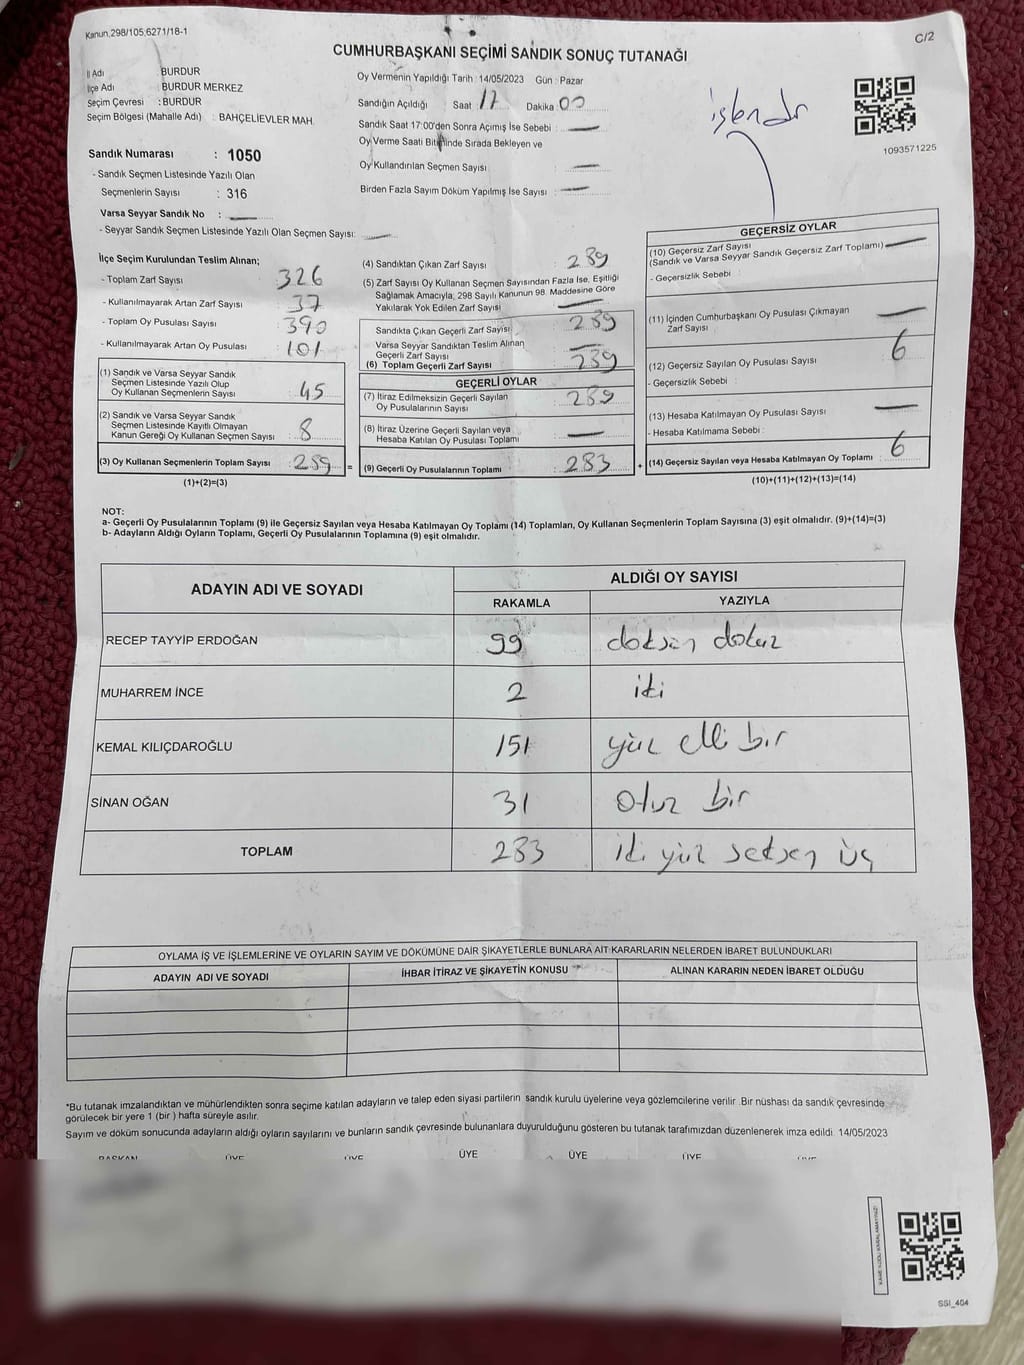 Kanun.298/105,6271/18-1
C/2
CUMHURBAŞKANI SEÇİMİ SANDIK SONUÇ TUTANAĞI
İl Adı : BURDUR
İlçe Adı : BURDUR MERKEZ
Seçim Çevresi : BURDUR
Seçim Bölgesi (Mahalle Adı) : BAHÇELİEVLER MAH.
Sandık Numarası : 1050
- Sandık Seçmen Listesinde Yazılı Olan
Seçmenlerin Sayısı : 316
Varsa Seyyar Sandık No :
- Seyyar Sandık Seçmen Listesinde Yazılı Olan Seçmen Sayısı:
Oy Vermenin Yapıldığı Tarih : 14/05/2023 Gün : Pazar
Sandığın Açıldığı Saat 17 Dakika 00
Sandık Saat 17:00'den Sonra Açımış İse Sebebi :
Oy Verme Saati Bitiminde Sırada Bekleyen ve
Oy Kullandırılan Seçmen Sayısı :
Birden Fazla Sayım Döküm Yapılmış İse Sayısı :
işlendi
1093571225
İlçe Seçim Kurulundan Teslim Alınan;
- Toplam Zarf Sayısı : 326
- Kullanılmayarak Artan Zarf Sayısı : 37
- Toplam Oy Pusulası Sayısı : 390
- Kullanılmayarak Artan Oy Pusulası : 101
(1) Sandık ve Varsa Seyyar Sandık
Seçmen Listesinde Yazılı Olup
Oy Kullanan Seçmenlerin Sayısı : 45
(2) Sandık ve Varsa Seyyar Sandık
Seçmen Listesinde Kayıtlı Olmayan
Kanun Gereği Oy Kullanan Seçmen Sayısı : 8
(3) Oy Kullanan Seçmenlerin Toplam Sayısı : 289 =
(1)+(2)=(3)
(4) Sandıktan Çıkan Zarf Sayısı : 289
(5) Zarf Sayısı Oy Kullanan Seçmen Sayısından Fazla İse, Eşitliği
Sağlamak Amacıyla, 298 Sayılı Kanunun 98. Maddesine Göre
Yakılarak Yok Edilen Zarf Sayısı :
Sandıkta Çıkan Geçerli Zarf Sayısı : 289
Varsa Seyyar Sandıktan Teslim Alınan
Geçerli Zarf Sayısı :
(6) Toplam Geçerli Zarf Sayısı : 289
GEÇERLİ OYLAR
(7) İtiraz Edilmeksizin Geçerli Sayılan
Oy Pusulalarının Sayısı : 289
(8) İtiraz Üzerine Geçerli Sayılan veya
Hesaba Katılan Oy Pusulası Toplamı :
(9) Geçerli Oy Pusulalarının Toplamı : 283 +
GEÇERSİZ OYLAR
(10) Geçersiz Zarf Sayısı
(Sandık ve Varsa Seyyar Sandık Geçersiz Zarf Toplamı) :
- Geçersizlik Sebebi :
(11) İçinden Cumhurbaşkanı Oy Pusulası Çıkmayan
Zarf Sayısı :
(12) Geçersiz Sayılan Oy Pusulası Sayısı : 6
- Geçersizlik Sebebi :
(13) Hesaba Katılmayan Oy Pusulası Sayısı :
- Hesaba Katılmama Sebebi :
(14) Geçersiz Sayılan veya Hesaba Katılmayan Oy Toplamı : 6
(10)+(11)+(12)+(13)=(14)
NOT:
a- Geçerli Oy Pusulalarının Toplamı (9) ile Geçersiz Sayılan veya Hesaba Katılmayan Oy Toplamı (14) Toplamları, Oy Kullanan Seçmenlerin Toplam Sayısına (3) eşit olmalıdır. (9)+(14)=(3)
b- Adayların Aldığı Oyların Toplamı, Geçerli Oy Pusulalarının Toplamına (9) eşit olmalıdır.
ADAYIN ADI VE SOYADI ALDIĞI OY SAYISI
RAKAMLA YAZIYLA
RECEP TAYYİP ERDOĞAN 99 doksan dokuz
MUHARREM İNCE 2 iki
KEMAL KILIÇDAROĞLU 151 yüz elli bir
SİNAN OĞAN 31 Otuz bir
TOPLAM 283 iki yüz seksen üç
OYLAMA İŞ VE İŞLEMLERİNE VE OYLARIN SAYIM VE DÖKÜMÜNE DAİR ŞİKAYETLERLE BUNLARA AİT KARARLARIN NELERDEN İBARET BULUNDUKLARI
ADAYIN ADI VE SOYADI İHBAR İTİRAZ VE ŞİKAYETİN KONUSU ALINAN KARARIN NEDEN İBARET OLDUĞU
*Bu tutanak imzalandıktan ve mühürlendikten sonra seçime katılan adayların ve talep eden siyasi partilerin sandık kurulu üyelerine veya gözlemcilerine verilir .Bir nüshası da sandık çevresinde
görülecek bir yere 1 (bir ) hafta süreyle asılır.
Sayım ve döküm sonucunda adayların aldığı oyların sayılarını ve bunların sandık çevresinde bulunanlara duyurulduğunu gösteren bu tutanak tarafımızdan düzenlenerek imza edildi. 14/05/2023
BAŞKAN ÜYE ÜYE ÜYE ÜYE ÜYE
SSI_404